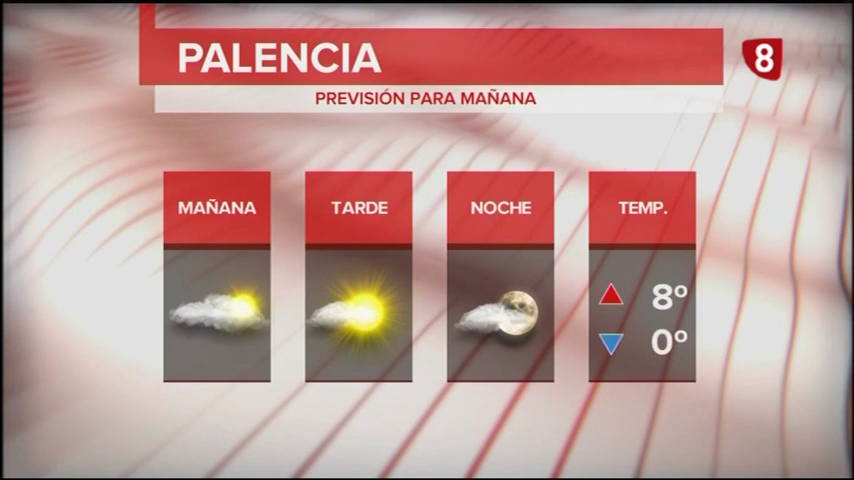 PALENCIA
8
PREVISIÓN PARA MAÑANA
MAÑANA
TARDE
NOCHE
TEMP.
8º
0º